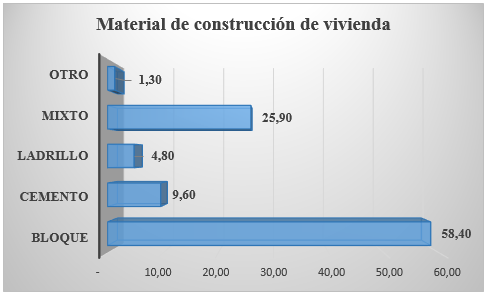 Material de construcción de vivienda
OTRO 1,30
MIXTO 25,90
LADRILLO 4,80
CEMENTO 9,60
BLOQUE 58,40
- 10,00 20,00 30,00 40,00 50,00 60,00